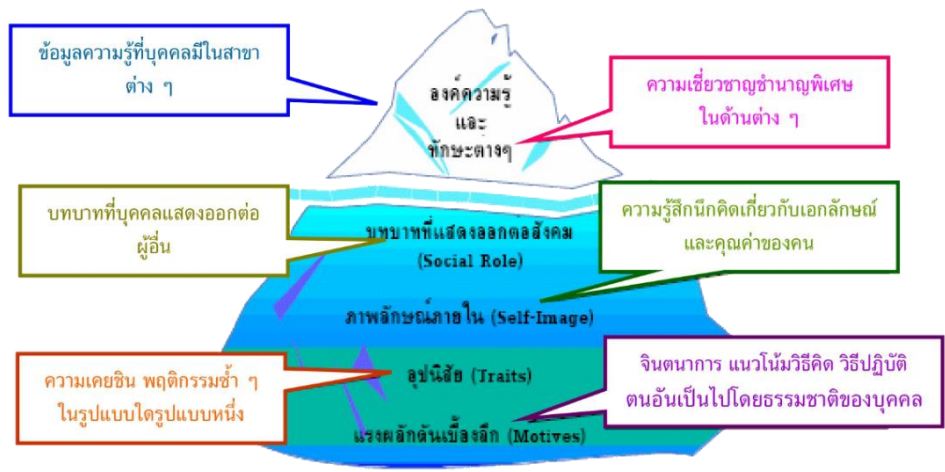 ข้อมูลความรู้ที่บุคคลมีในสาขา
ต่าง ๆ
องค์ความรู้
และ
ทักษะต่างๆ
ความเชี่ยวชาญชำนาญพิเศษ
ในด้านต่าง ๆ
บทบาทที่บุคคลแสดงออกต่อ
ผู้อื่น
บทบาทที่แสดงออกตอสังคม
(Social Role)
ความรู้สึกนึกคิดเกี่ยวกับเอกลักษณ์
และคุณค่าของคน
ภาพลักษณ์ภายใน (Self-Image)
ความเคยชิน พฤติกรรมซ้ำ ๆ
ในรูปแบบใดรูปแบบหนึ่ง
อุปนิสัย (Traits)
จินตนาการ แนวโน้มวิธีคิด วิธีปฏิบัติ
ตนอันเป็นไปโดยธรรมชาติของบุคคล
แรงผลักดันเบื้องลึก (Motives)